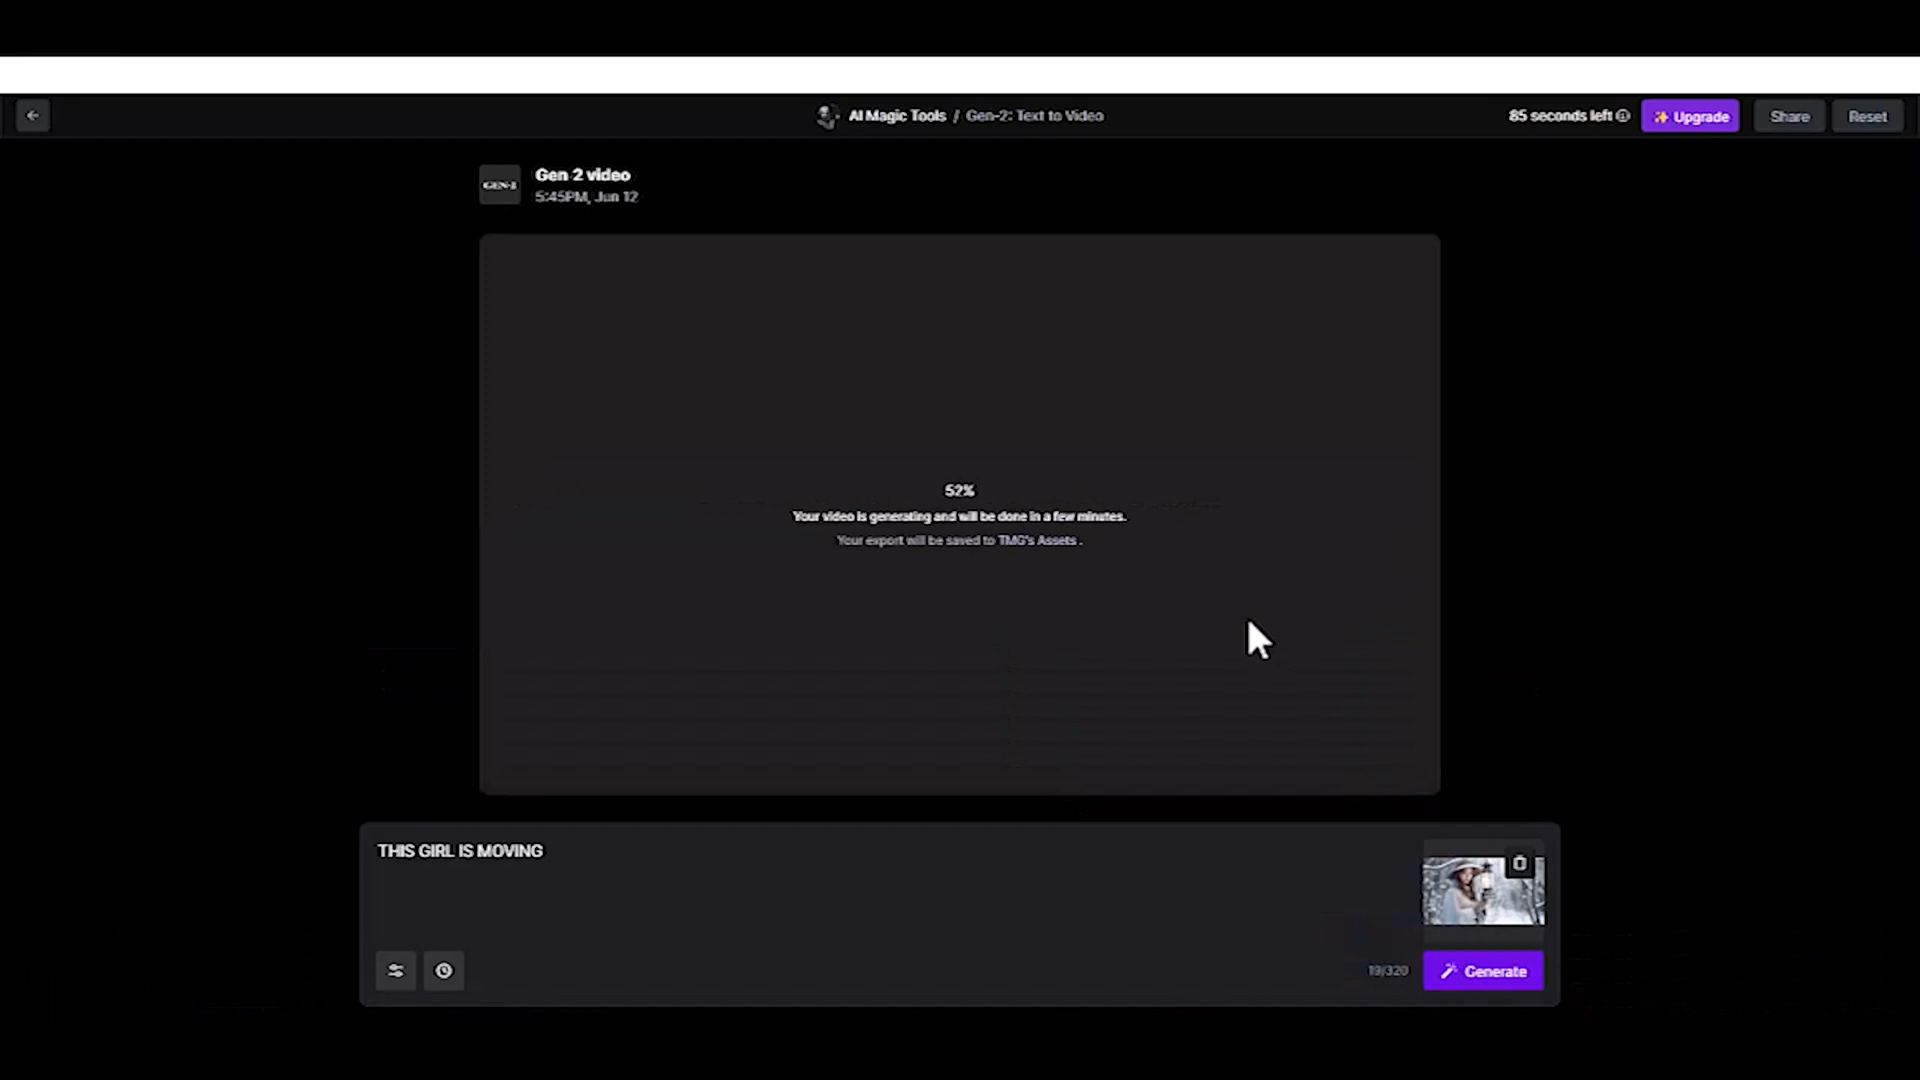 AI Magic Tools / Gen-2: Text to Video
85 seconds left
Upgrade
Share
Reset
GEN-2
Gen 2 video
5:45PM, Jun 12
52%
Your video is generating and will be done in a few minutes.
Your export will be saved to TMG's Assets .
THIS GIRL IS MOVING
19/320
Generate